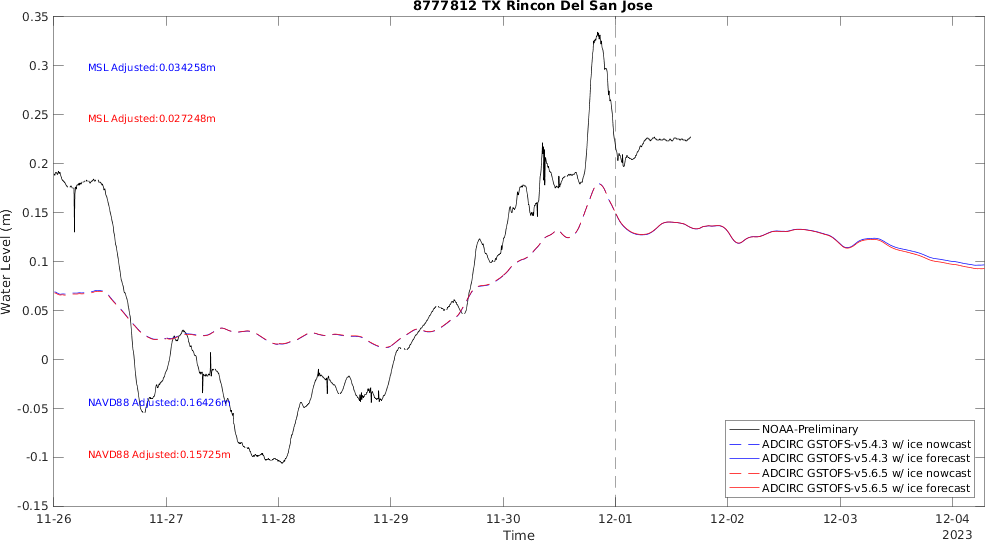 8777812 TX Rincon Del San Jose
0.35
0.3
0.25
0.2
0.15
0.1
0.05
0
-0.05
-0.1
-0.15
Water Level (m)
MSL Adjusted:0.034258m
MSL Adjusted:0.027248m
NAVD88 Adjusted:0.16426m
NAVD88 Adjusted:0.15725m
NOAA-Preliminary
ADCIRC GSTOFS-v5.4.3 w/ ice nowcast
ADCIRC GSTOFS-v5.4.3 w/ ice forecast
ADCIRC GSTOFS-v5.6.5 w/ ice nowcast
ADCIRC GSTOFS-v5.6.5 w/ ice forecast
11-26 11-27 11-28 11-29 11-30 12-01 12-02 12-03 12-04
Time
2023